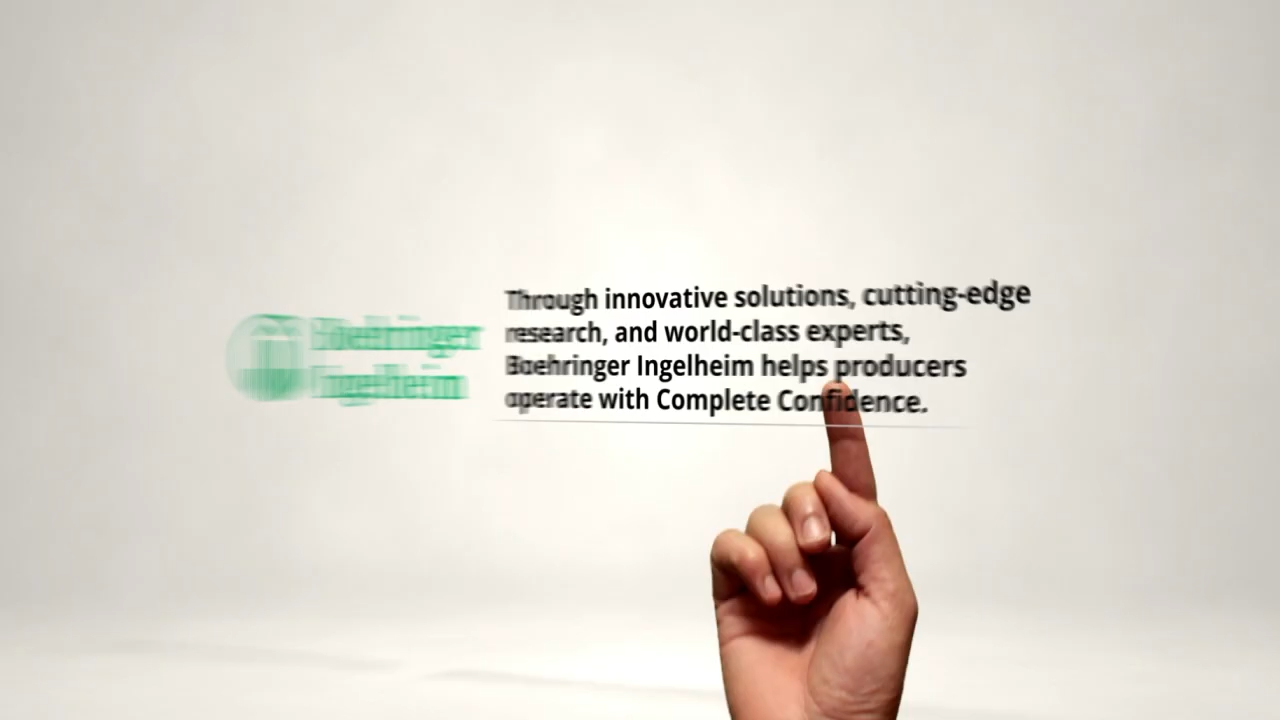 Boehringer
Ingelheim
Through innovative solutions, cutting-edge
research, and world-class experts,
Boehringer Ingelheim helps producers
operate with Complete Confidence.